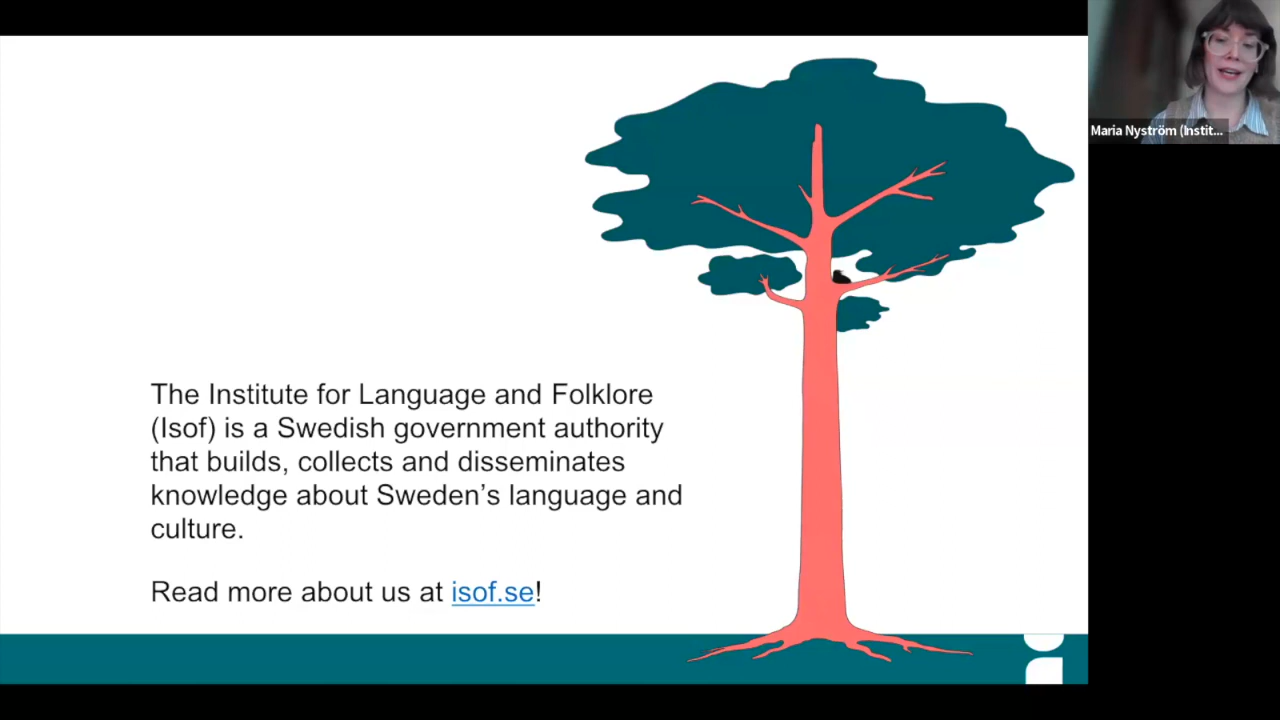 Maria Nyström (Instit...
The Institute for Language and Folklore
(Isof) is a Swedish government authority
that builds, collects and disseminates
knowledge about Sweden’s language and
culture.
Read more about us at isof.se!